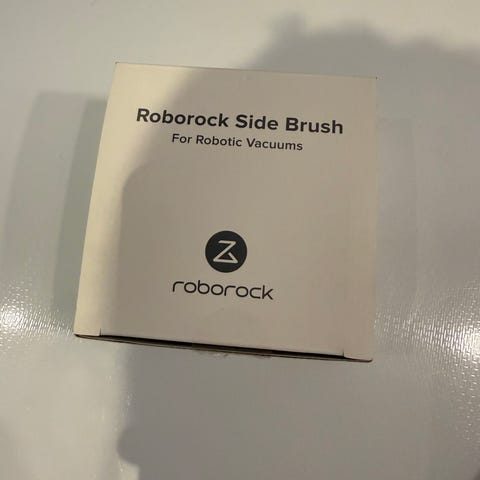 Roborock Side Brush
For Robotic Vacuums
roborock